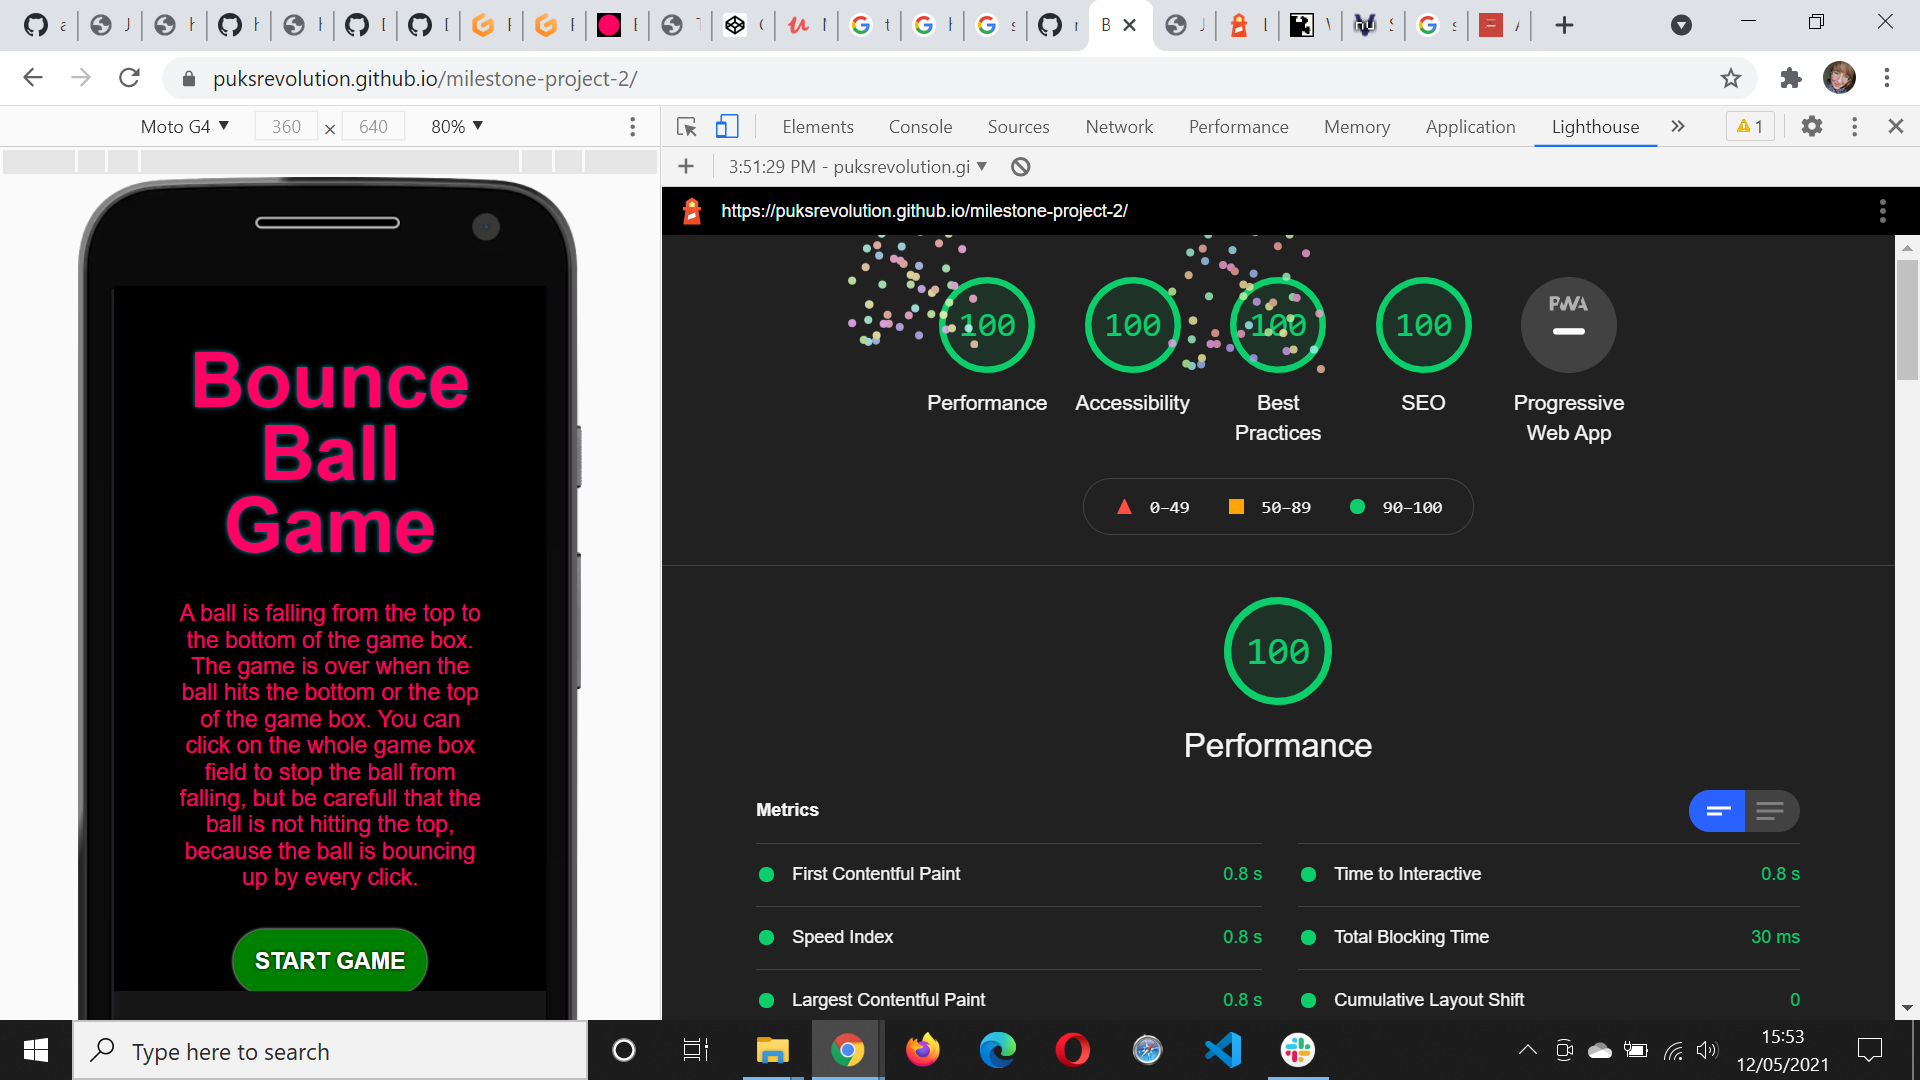 puksrevolution.github.io/milestone-project-2/
Moto G4 360 × 640 80%
Elements Console Sources Network Performance Memory Application Lighthouse 1
3:51:29 PM - puksrevolution.gi
https://puksrevolution.github.io/milestone-project-2/
Bounce
Ball
Game
A ball is falling from the top to
the bottom of the game box.
The game is over when the
ball hits the bottom or the top
of the game box. You can
click on the whole game box
field to stop the ball from
falling, but be carefull that the
ball is not hitting the top,
because the ball is bouncing
up by every click.
START GAME
100 100 100 100 PWA
Performance Accessibility Best Practices SEO Progressive Web App
0–49 50–89 90–100
100
Performance
Metrics
First Contentful Paint 0.8 s
Time to Interactive 0.8 s
Speed Index 0.8 s
Total Blocking Time 30 ms
Largest Contentful Paint 0.8 s
Cumulative Layout Shift 0
Type here to search
15:53
12/05/2021